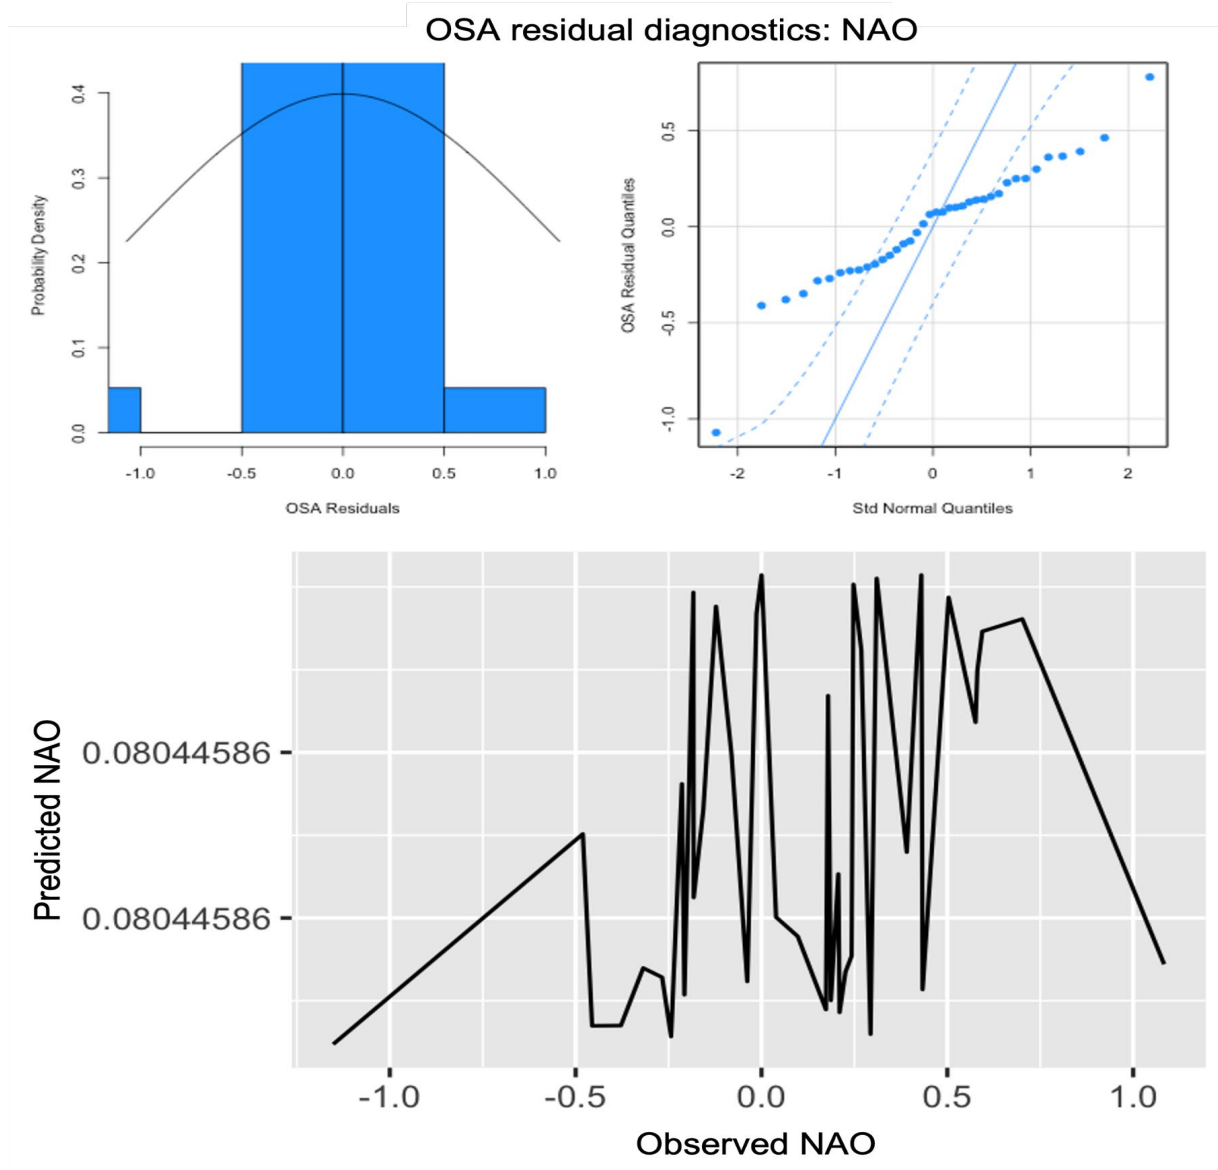 OSA residual diagnostics: NAO
Probability Density
0.4
0.3
0.2
0.1
0.0
-1.0 -0.5 0.0 0.5 1.0
OSA Residuals
OSA Residual Quantiles
0.5
0.0
-0.5
-1.0
-2 -1 0 1 2
Std Normal Quantiles
Predicted NAO
0.08044586
0.08044586
-1.0 -0.5 0.0 0.5 1.0
Observed NAO